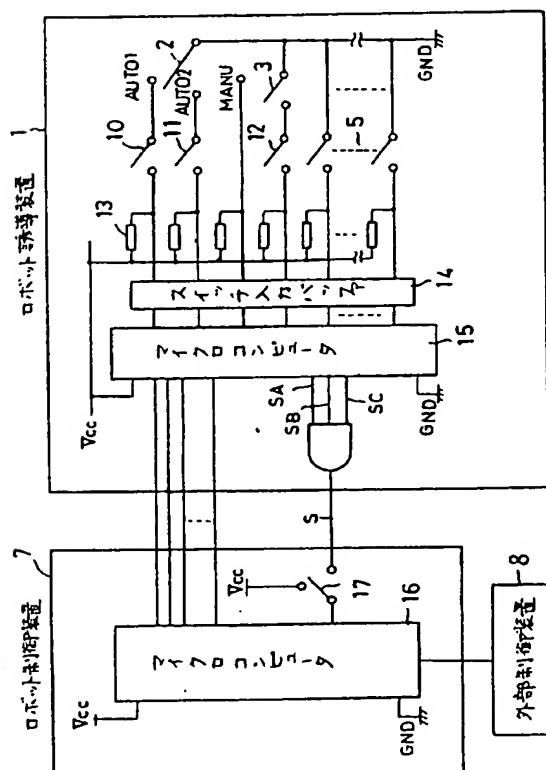 1
ロボット誘導装置
AUTO1
2
AUTO2
MANU
3
GND
10
11
12
5
13
スイッチ入力バッファ
14
マイクロコンピュータ
15
Vcc
SA
SB
SC
GND
S
7
ロボット制御装置
Vcc
17
16
マイクロコンピュータ
Vcc
GND
8
外部制御装置